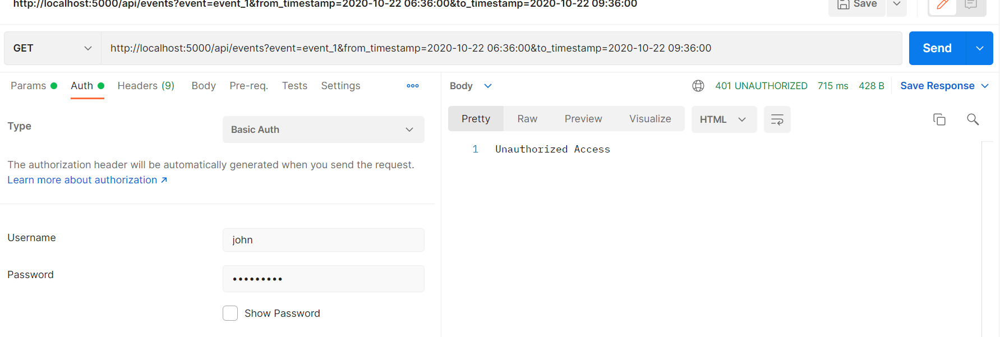 http://localhost:5000/api/events?event=event_1&from_timestamp=2020-10-22 06:36:00&to_timestamp=2020-10-22 09:36:00
Save
GET
http://localhost:5000/api/events?event=event_1&from_timestamp=2020-10-22 06:36:00&to_timestamp=2020-10-22 09:36:00
Send
Params Auth Headers (9) Body Pre-req. Tests Settings
Body 401 UNAUTHORIZED 715 ms 428 B Save Response
Type
Basic Auth
Pretty Raw Preview Visualize HTML
1 Unauthorized Access
The authorization header will be automatically generated when you send the request.
Learn more about authorization ↗
Username
john
Password
•••••••••
Show Password